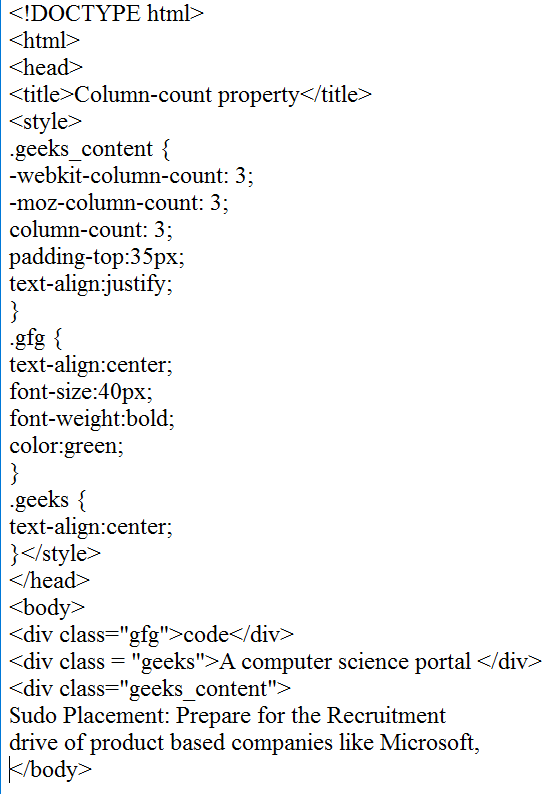 <!DOCTYPE html>
<html>
<head>
<title>Column-count property</title>
<style>
.geeks_content {
-webkit-column-count: 3;
-moz-column-count: 3;
column-count: 3;
padding-top:35px;
text-align:justify;
}
.gfg {
text-align:center;
font-size:40px;
font-weight:bold;
color:green;
}
.geeks {
text-align:center;
}</style>
</head>
<body>
<div class="gfg">code</div>
<div class = "geeks">A computer science portal </div>
<div class="geeks_content">
Sudo Placement: Prepare for the Recruitment
drive of product based companies like Microsoft,
</body>